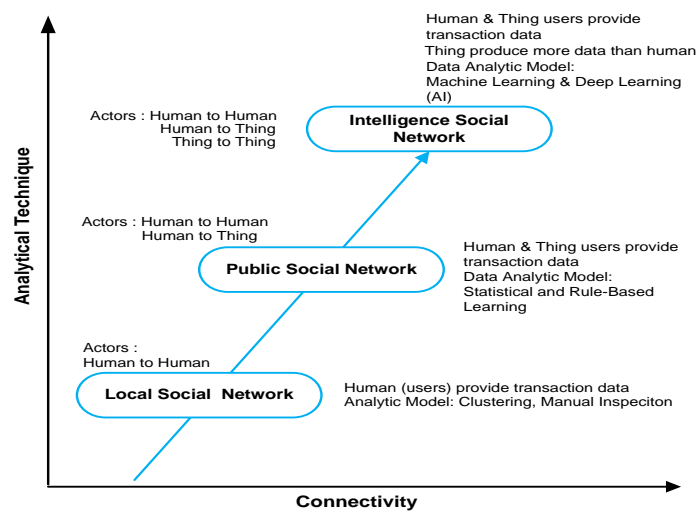 Human & Thing users provide
transaction data
Thing produce more data than human
Data Analytic Model:
Machine Learning & Deep Learning
(AI)
Actors : Human to Human
Human to Thing
Thing to Thing
Intelligence Social
Network
Actors : Human to Human
Human to Thing
Public Social Network
Human & Thing users provide
transaction data
Data Analytic Model:
Statistical and Rule-Based
Learning
Actors :
Human to Human
Local Social Network
Human (users) provide transaction data
Analytic Model: Clustering, Manual Inspeciton
Analytical Technique
Connectivity